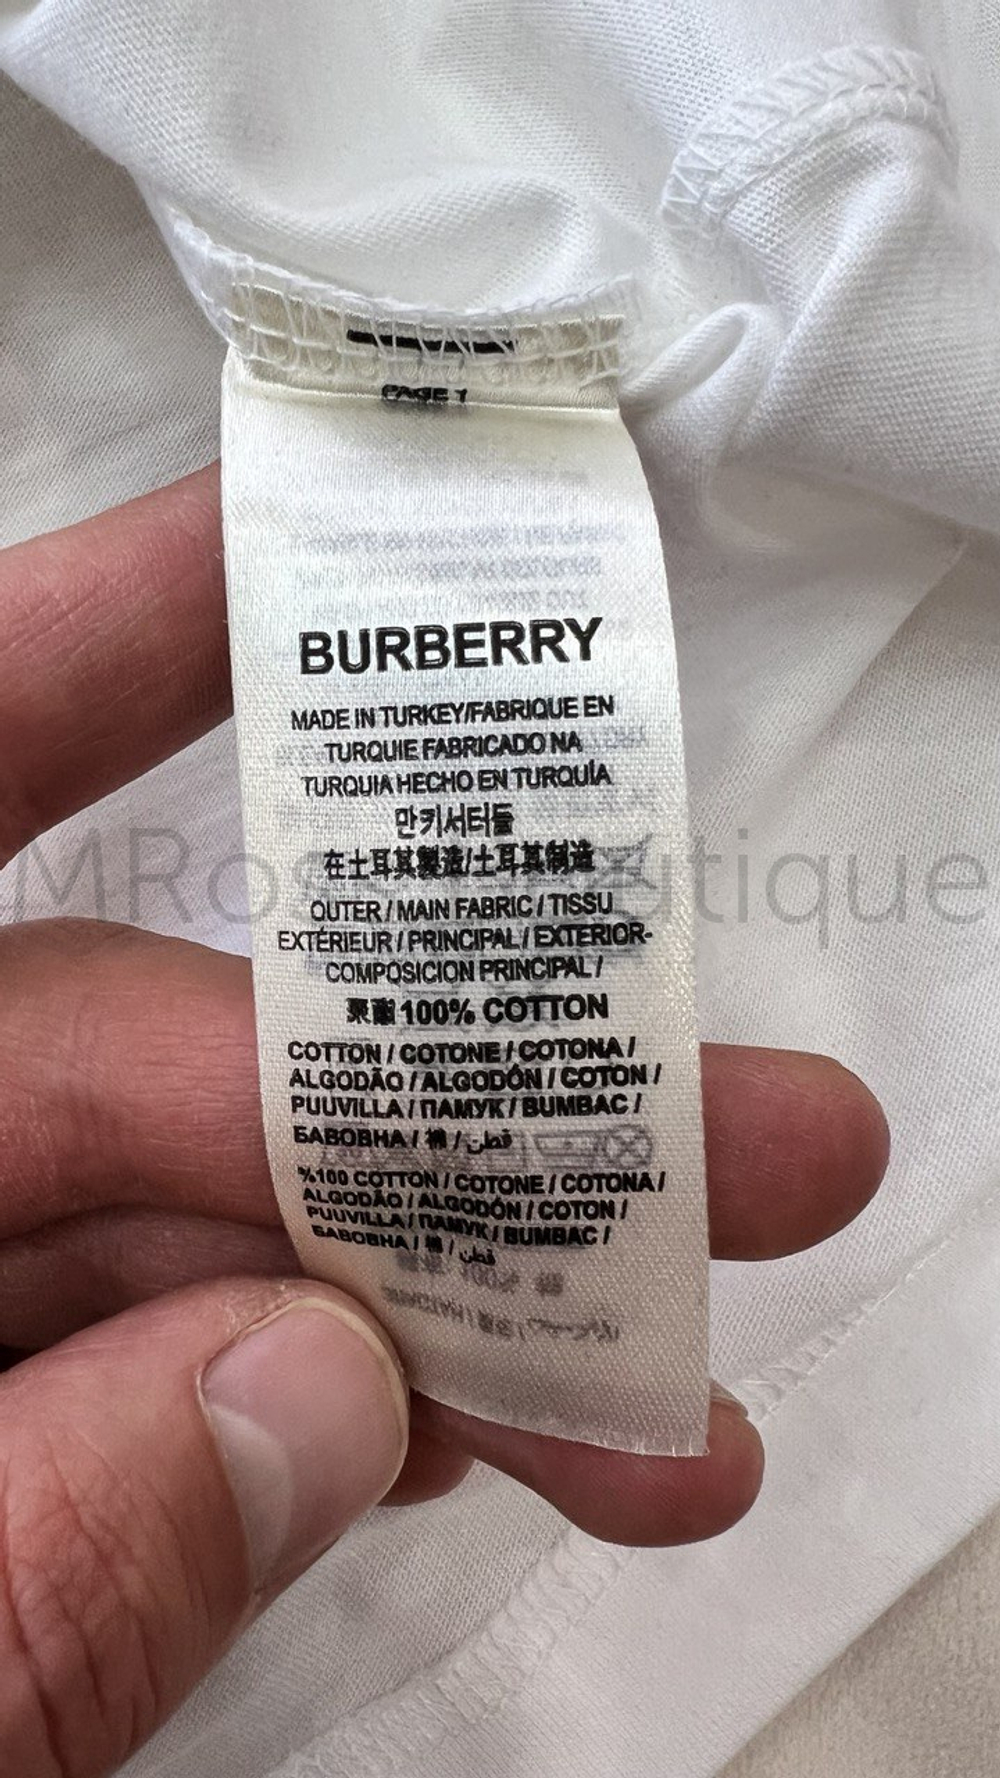 PAGE 1
BURBERRY
MADE IN TURKEY/FABRIQUE EN
TURQUIE FABRICADO NA
TURQUIA HECHO EN TURQUÍA
만키서터들
在土耳其製造/土耳其制造
OUTER / MAIN FABRIC / TISSU
EXTÉRIEUR / PRINCIPAL / EXTERIOR-
COMPOSICION PRINCIPAL /
100% COTTON
COTTON / COTONE / COTONA /
ALGODÃO / ALGODÓN / COTON /
PUUVILLA / ПАМУК / BUMBAC /
БАВОВНА / 棉 / قطن
%100 COTTON / COTONE / COTONA /
ALGODÃO / ALGODÓN / COTON /
PUUVILLA / ПАМУК / BUMBAC /
БАВОВНА / 棉 / قطن